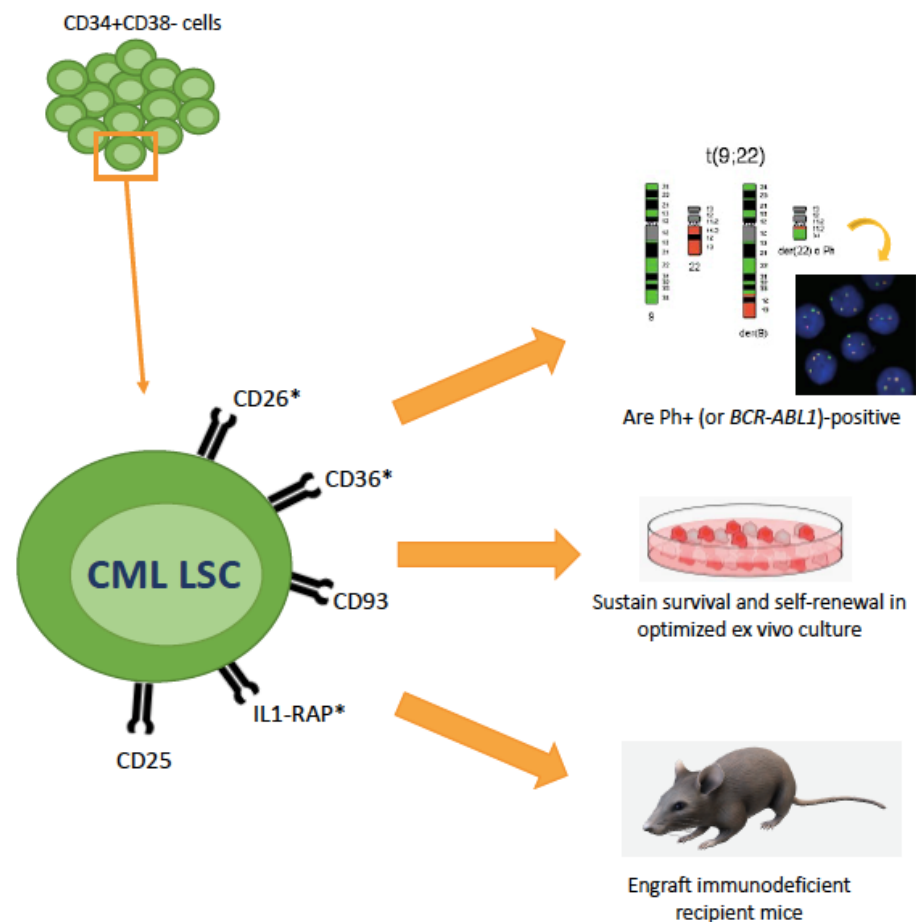 CD34+CD38- cells
t(9;22)
9
22
der(9)
der(22) o Ph
CD26*
CD36*
CML LSC
CD93
IL1-RAP*
CD25
Are Ph+ (or BCR-ABL1)-positive
Sustain survival and self-renewal in
optimized ex vivo culture
Engraft immunodeficient
recipient mice